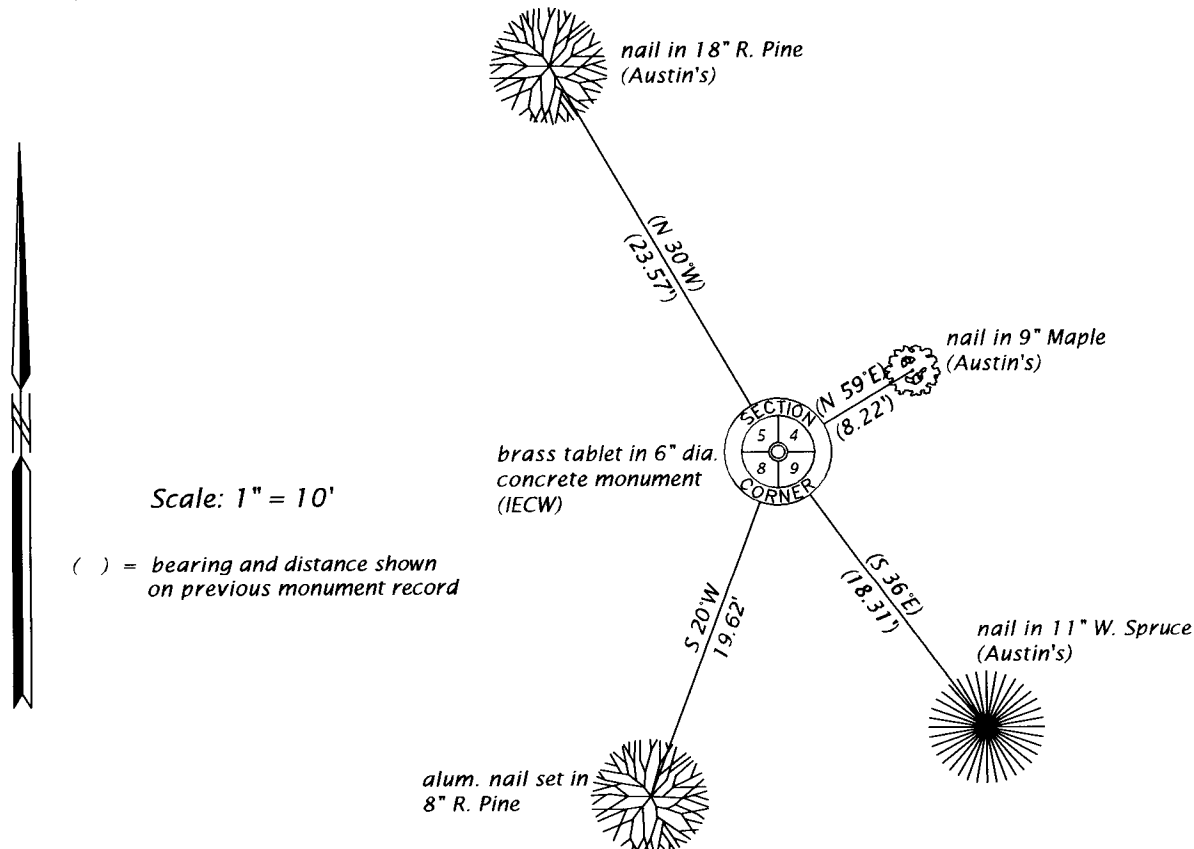 nail in 18" R. Pine
(Austin's)
(N 30°W)
(23.57')
nail in 9" Maple
(Austin's)
(N 59°E)
(8.22')
SECTION
5 4
8 9
CORNER
brass tablet in 6" dia.
concrete monument
(IECW)
Scale: 1" = 10'
( ) = bearing and distance shown
on previous monument record
(S 36°E)
(18.31')
S 20°W
19.62'
nail in 11" W. Spruce
(Austin's)
alum. nail set in
8" R. Pine